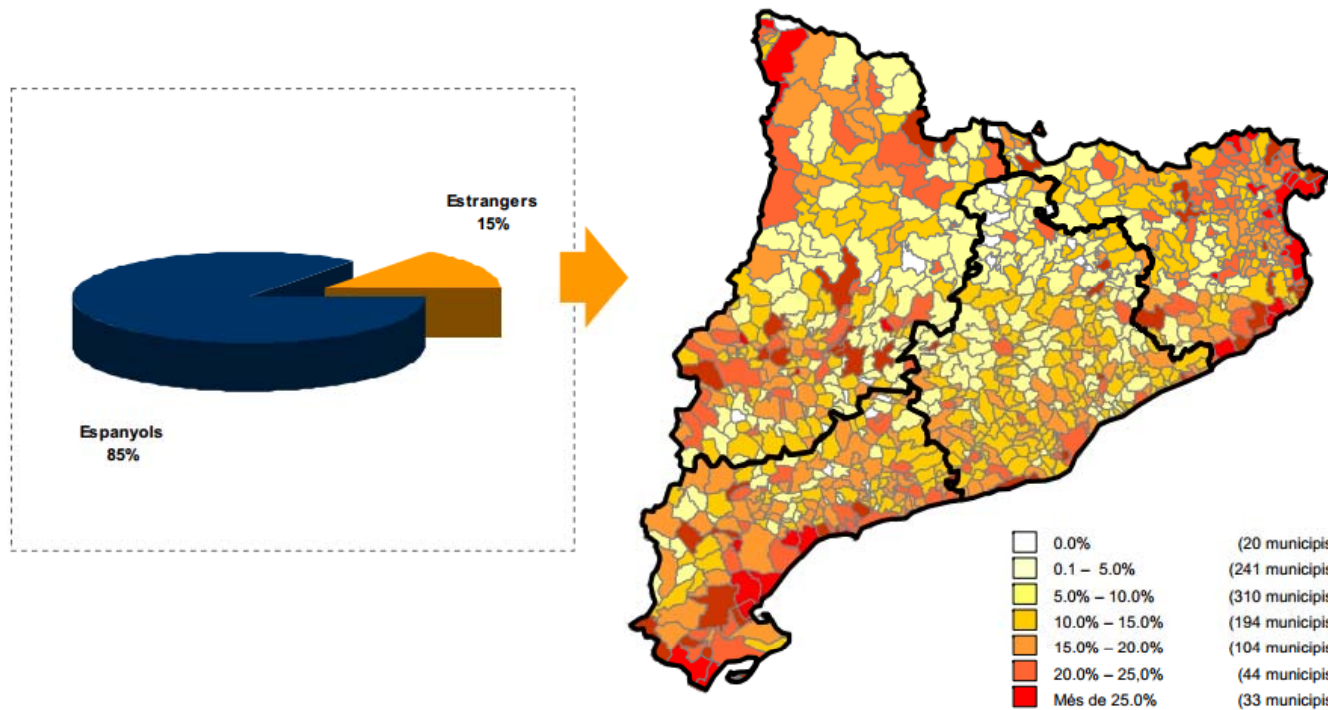 Estrangers
15%
Espanyols
85%
0.0% (20 municipis
0.1 – 5.0% (241 municipis
5.0% – 10.0% (310 municipis
10.0% – 15.0% (194 municipis
15.0% – 20.0% (104 municipis
20.0% – 25,0% (44 municipis
Més de 25.0% (33 municipis